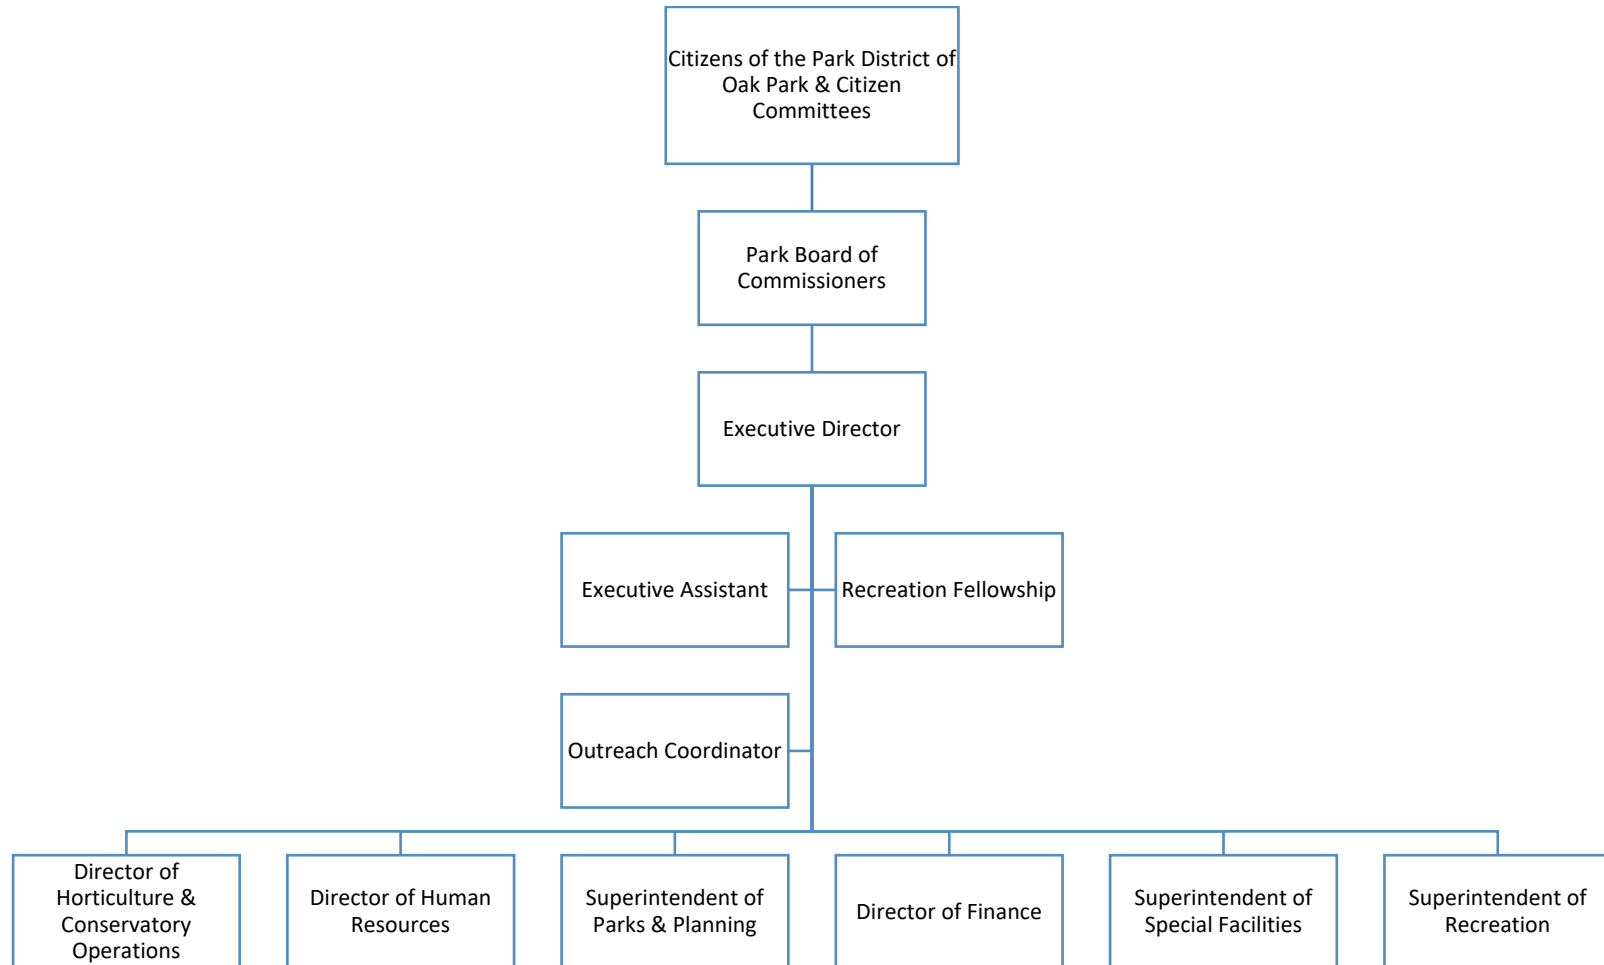 Citizens of the Park District of
Oak Park & Citizen
Committees
Park Board of
Commissioners
Executive Director
Executive Assistant
Recreation Fellowship
Outreach Coordinator
Director of
Horticulture &
Conservatory
Operations
Director of Human
Resources
Superintendent of
Parks & Planning
Director of Finance
Superintendent of
Special Facilities
Superintendent of
Recreation